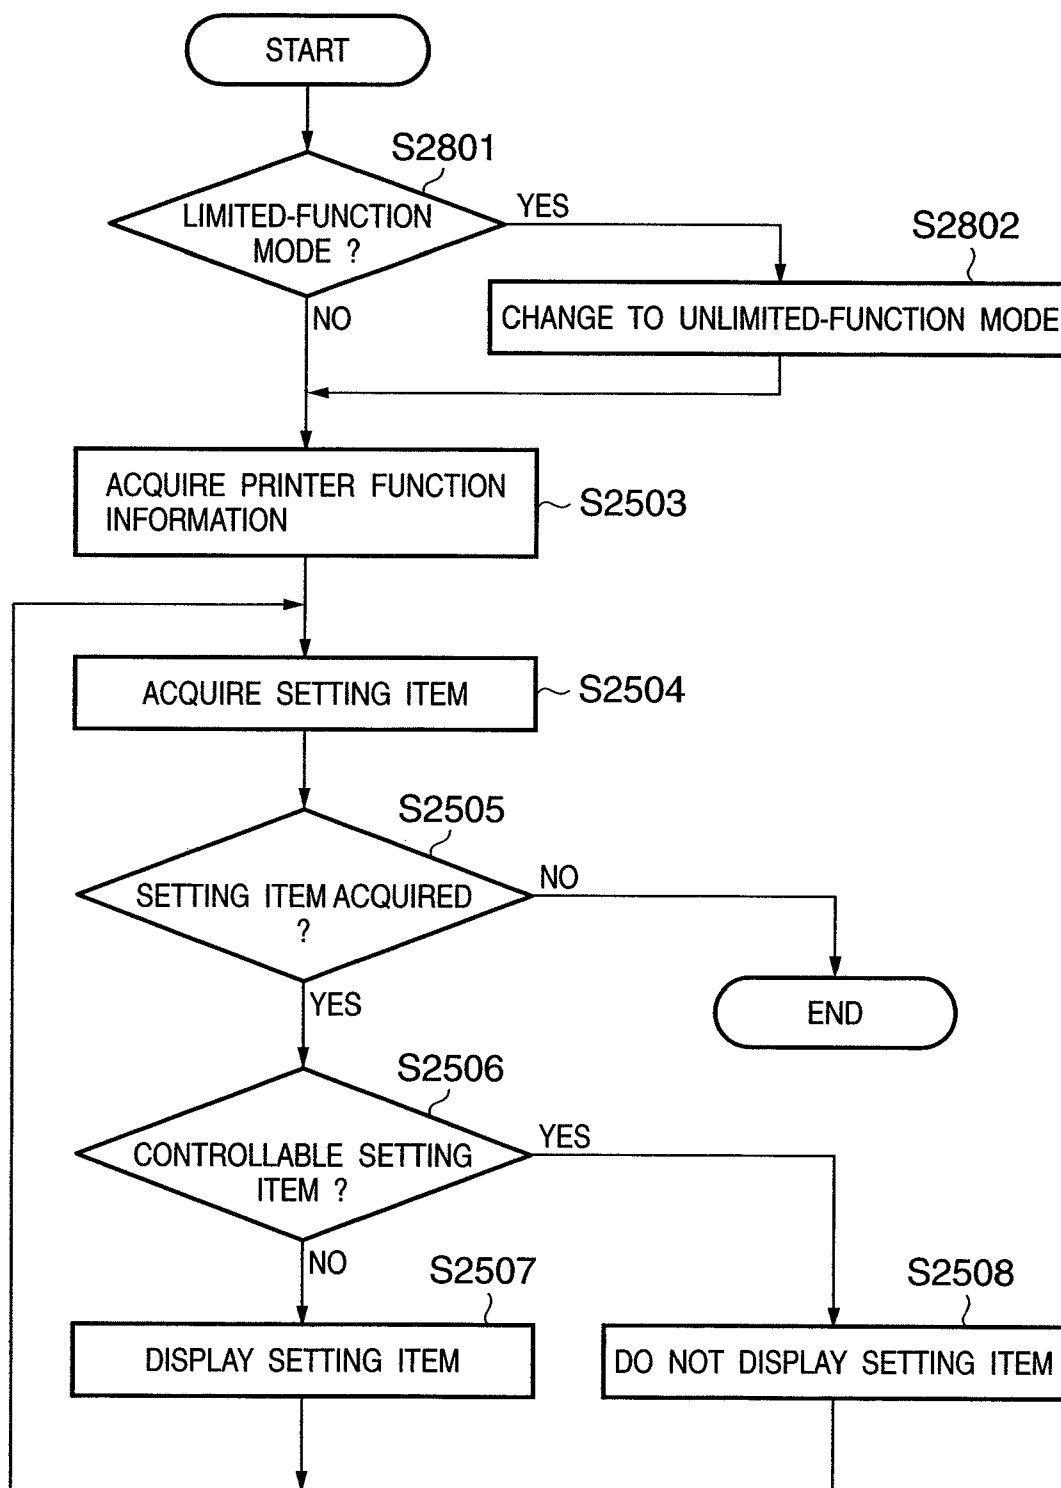 START
S2801
LIMITED-FUNCTION
MODE ?
YES
S2802
CHANGE TO UNLIMITED-FUNCTION MODE
NO
ACQUIRE PRINTER FUNCTION
INFORMATION
S2503
ACQUIRE SETTING ITEM
S2504
S2505
SETTING ITEM ACQUIRED
?
NO
YES
END
S2506
CONTROLLABLE SETTING
ITEM ?
YES
NO
S2507
S2508
DISPLAY SETTING ITEM
DO NOT DISPLAY SETTING ITEM